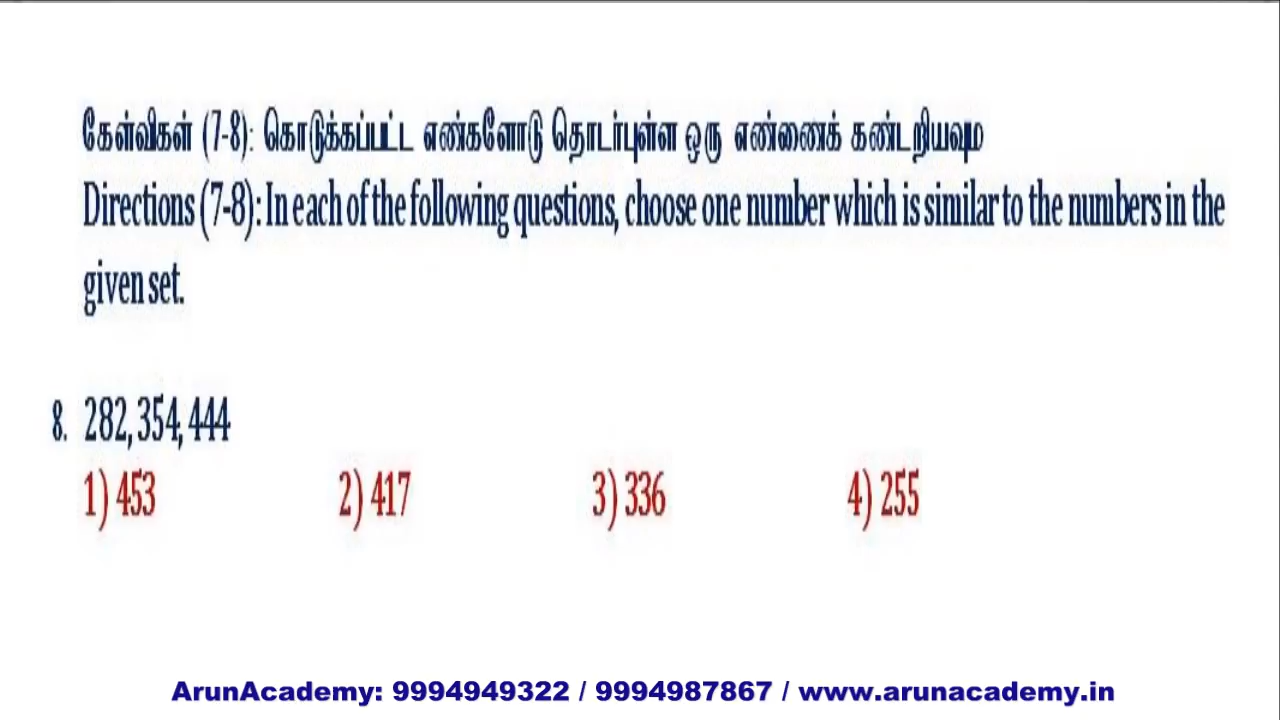 கேள்விகள் (7-8): கொடுக்கப்பட்ட எண்களோடு தொடர்புள்ள ஒரு எண்ணைக் கண்டறியவும
Directions (7-8): In each of the following questions, choose one number which is similar to the numbers in the
given set.
8. 282, 354, 444
1) 453 2) 417 3) 336 4) 255
ArunAcademy: 9994949322 / 9994987867 / www.arunacademy.in